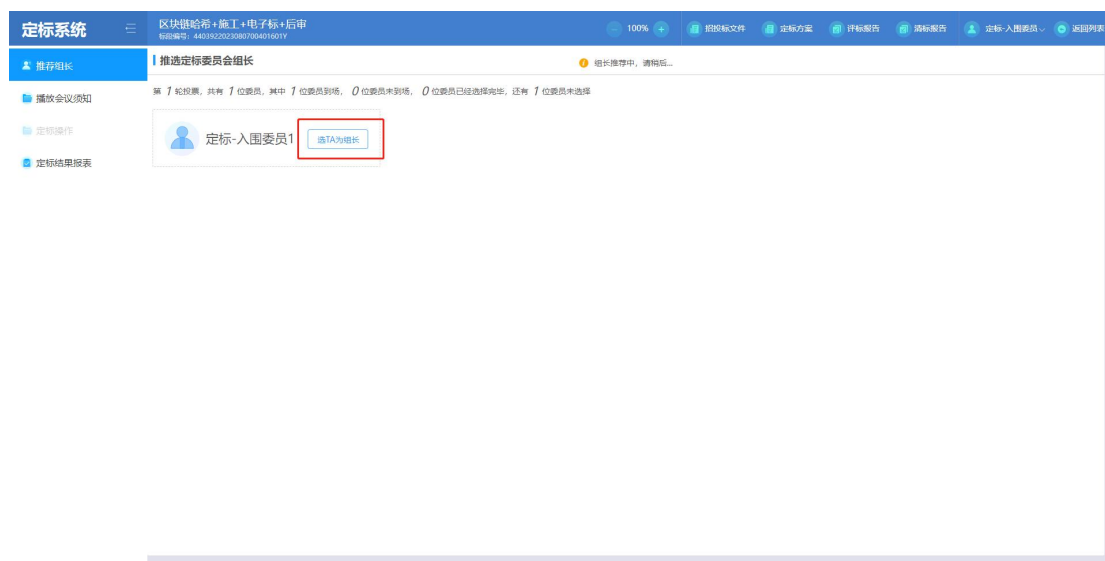 定标系统
区块链哈希+施工+电子标+后审
标段编号：44039220230807004016017Y
100%
招投标文件
定标方案
评标报告
清标报告
定标-入围委员
返回列表
推荐组长
播放会议须知
定标操作
定标结果报表
推选定标委员会组长
组长推荐中，请稍后...
第 1 轮投票，共有 1 位委员，其中 1 位委员到场， 0 位委员未到场， 0 位委员已经选择完毕，还有 1 位委员未选择
定标-入围委员1
选TA为组长